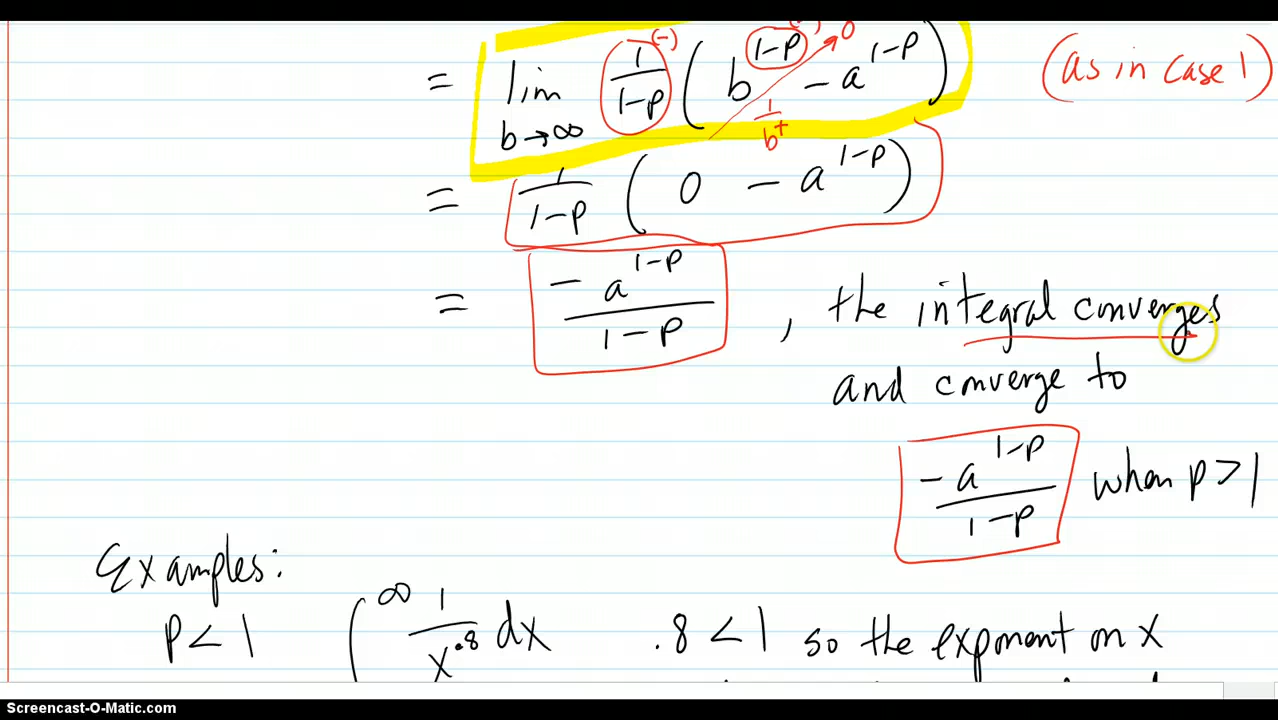 = lim b→∞ 1/(1-p) (-) ( b^(1-p) (-) → 0 1/b^+ - a^(1-p) ) (as in case 1)
= 1/(1-p) ( 0 - a^(1-p) )
= -a^(1-p)/(1-p) , the integral converges
and converge to
-a^(1-p)/(1-p) when p > 1
Examples:
p < 1 ∫ ∞ 1/x^.8 dx .8 < 1 so the exponent on x
Screencast-O-Matic.com